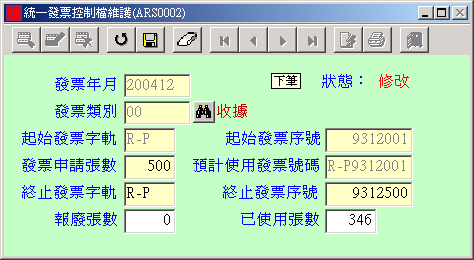 統一發票控制檔維護(ARS0002)
發票年月 200412 下筆 狀態： 修改
發票類別 00 收據
起始發票字軌 R-P 起始發票序號 9312001
發票申請張數 500 預計使用發票號碼 R-P9312001
終止發票字軌 R-P 終止發票序號 9312500
報廢張數 0 已使用張數 346